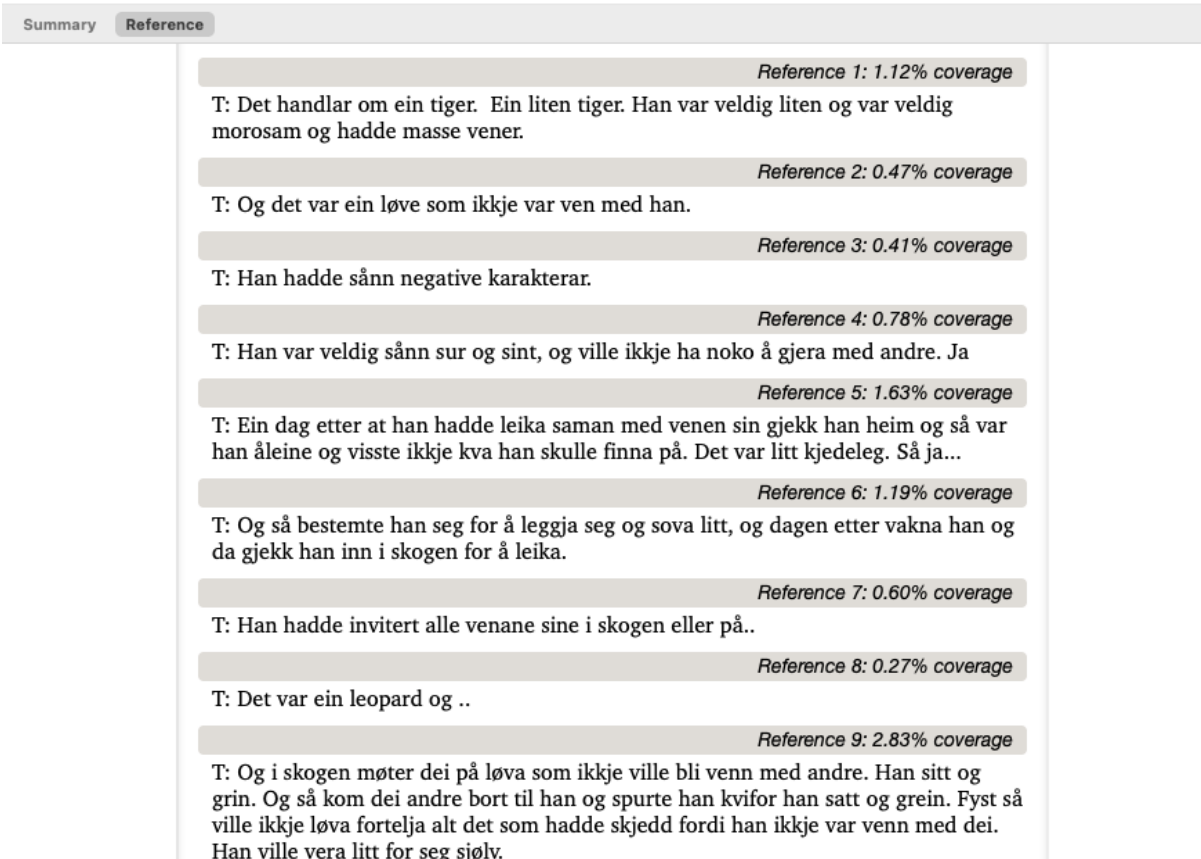 Summary Reference
Reference 1: 1.12% coverage
T: Det handlar om ein tiger.  Ein liten tiger. Han var veldig liten og var veldig
morosam og hadde masse vener.
Reference 2: 0.47% coverage
T: Og det var ein løve som ikkje var ven med han.
Reference 3: 0.41% coverage
T: Han hadde sånn negative karakterar.
Reference 4: 0.78% coverage
T: Han var veldig sånn sur og sint, og ville ikkje ha noko å gjera med andre. Ja
Reference 5: 1.63% coverage
T: Ein dag etter at han hadde leika saman med venen sin gjekk han heim og så var
han åleine og visste ikkje kva han skulle finna på. Det var litt kjedeleg. Så ja...
Reference 6: 1.19% coverage
T: Og så bestemte han seg for å leggja seg og sova litt, og dagen etter vakna han og
da gjekk han inn i skogen for å leika.
Reference 7: 0.60% coverage
T: Han hadde invitert alle venane sine i skogen eller på..
Reference 8: 0.27% coverage
T: Det var ein leopard og ..
Reference 9: 2.83% coverage
T: Og i skogen møter dei på løva som ikkje ville bli venn med andre. Han sitt og
grin. Og så kom dei andre bort til han og spurte han kvifor han satt og grein. Fyst så
ville ikkje løva fortelja alt det som hadde skjedd fordi han ikkje var venn med dei.
Han ville vera litt for seg sjølv.